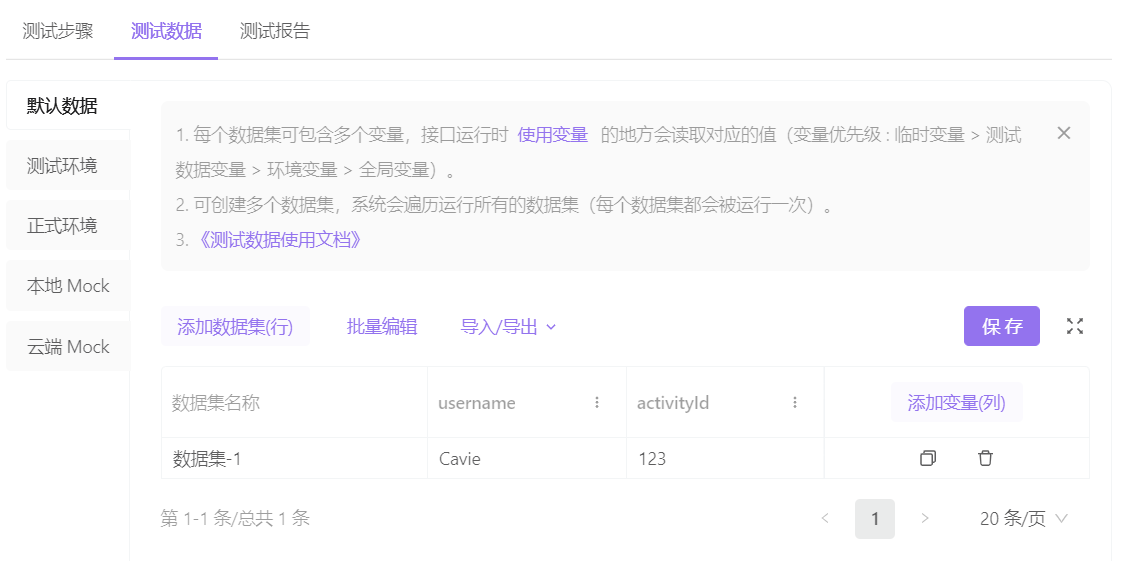 测试步骤 测试数据 测试报告
默认数据
测试环境
正式环境
本地 Mock
云端 Mock
1. 每个数据集可包含多个变量，接口运行时 使用变量 的地方会读取对应的值（变量优先级 : 临时变量 > 测试
数据变量 > 环境变量 > 全局变量）。
2. 可创建多个数据集，系统会遍历运行所有的数据集（每个数据集都会被运行一次）。
3. 《测试数据使用文档》
添加数据集(行) 批量编辑 导入/导出 保存
数据集名称 username activityId 添加变量(列)
数据集-1 Cavie 123
第 1-1 条/总共 1 条 1 20 条/页